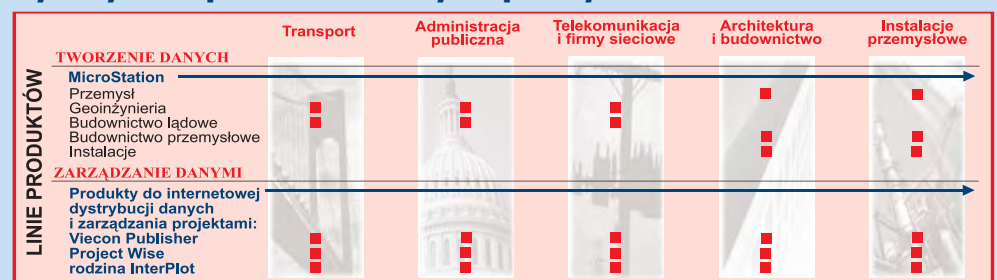 Transport
Administracja
publiczna
Telekomunikacja
i firmy sieciowe
Architektura
i budownictwo
Instalacje
przemysłowe
LINIE PRODUKTÓW
TWORZENIE DANYCH
MicroStation
Przemysł
Geoinżynieria
Budownictwo lądowe
Budownictwo przemysłowe
Instalacje
ZARZĄDZANIE DANYMI
Produkty do internetowej
dystrybucji danych
i zarządzania projektami:
Viecon Publisher
Project Wise
rodzina InterPlot